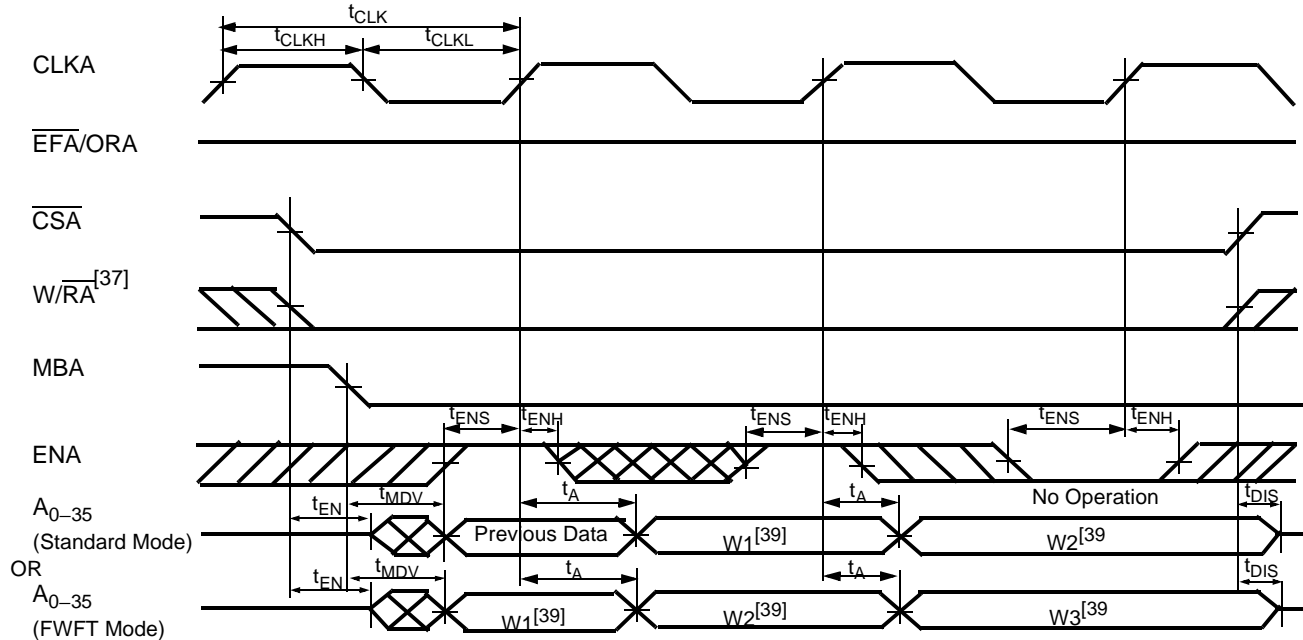 tCLK
tCLKH tCLKL
CLKA
EFA/ORA
CSA
W/RA[37]
MBA
tENS tENH tENS tENH tENS tENH
ENA
tEN tMDV tA tA No Operation tDIS
A0–35
(Standard Mode)
Previous Data W1[39] W2[39
OR
tEN tMDV tA tA tDIS
A0–35
(FWFT Mode)
W1[39] W2[39] W3[39